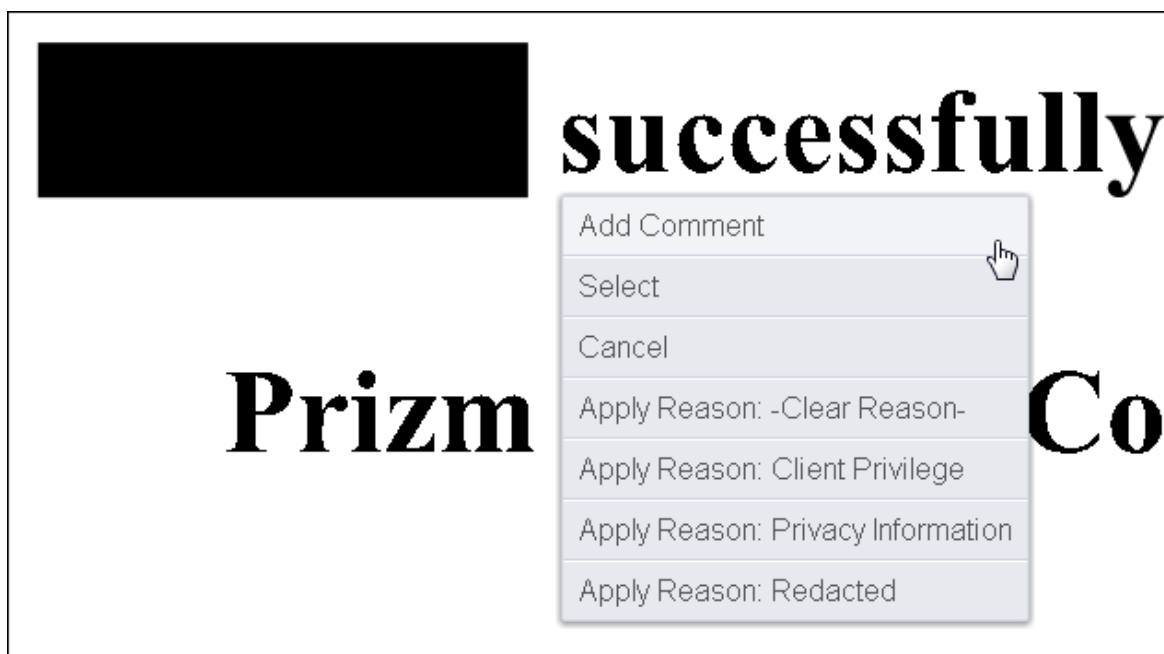 successfully
Add Comment
Select
Cancel
Prizm
Co
Apply Reason: -Clear Reason-
Apply Reason: Client Privilege
Apply Reason: Privacy Information
Apply Reason: Redacted